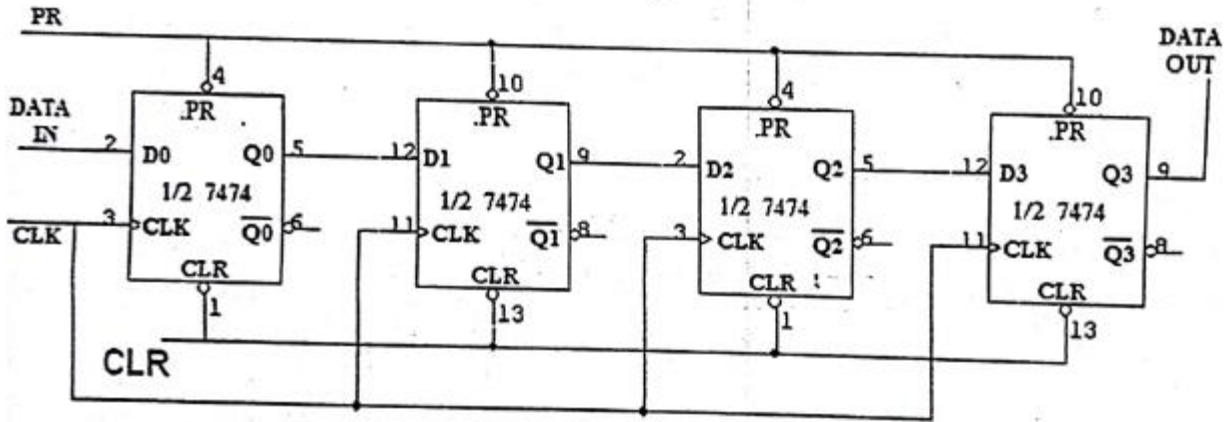 PR
DATA IN
DATA OUT
4
.PR
2
D0
Q0
5
1/2 7474
3
CLK
CLK
Q0
6
CLR
1
10
.PR
12
D1
Q1
9
1/2 7474
11
CLK
Q1
8
CLR
13
4
.PR
2
D2
Q2
5
1/2 7474
3
CLK
Q2
6
CLR
1
10
.PR
12
D3
Q3
9
1/2 7474
11
CLK
Q3
8
CLR
13
CLR